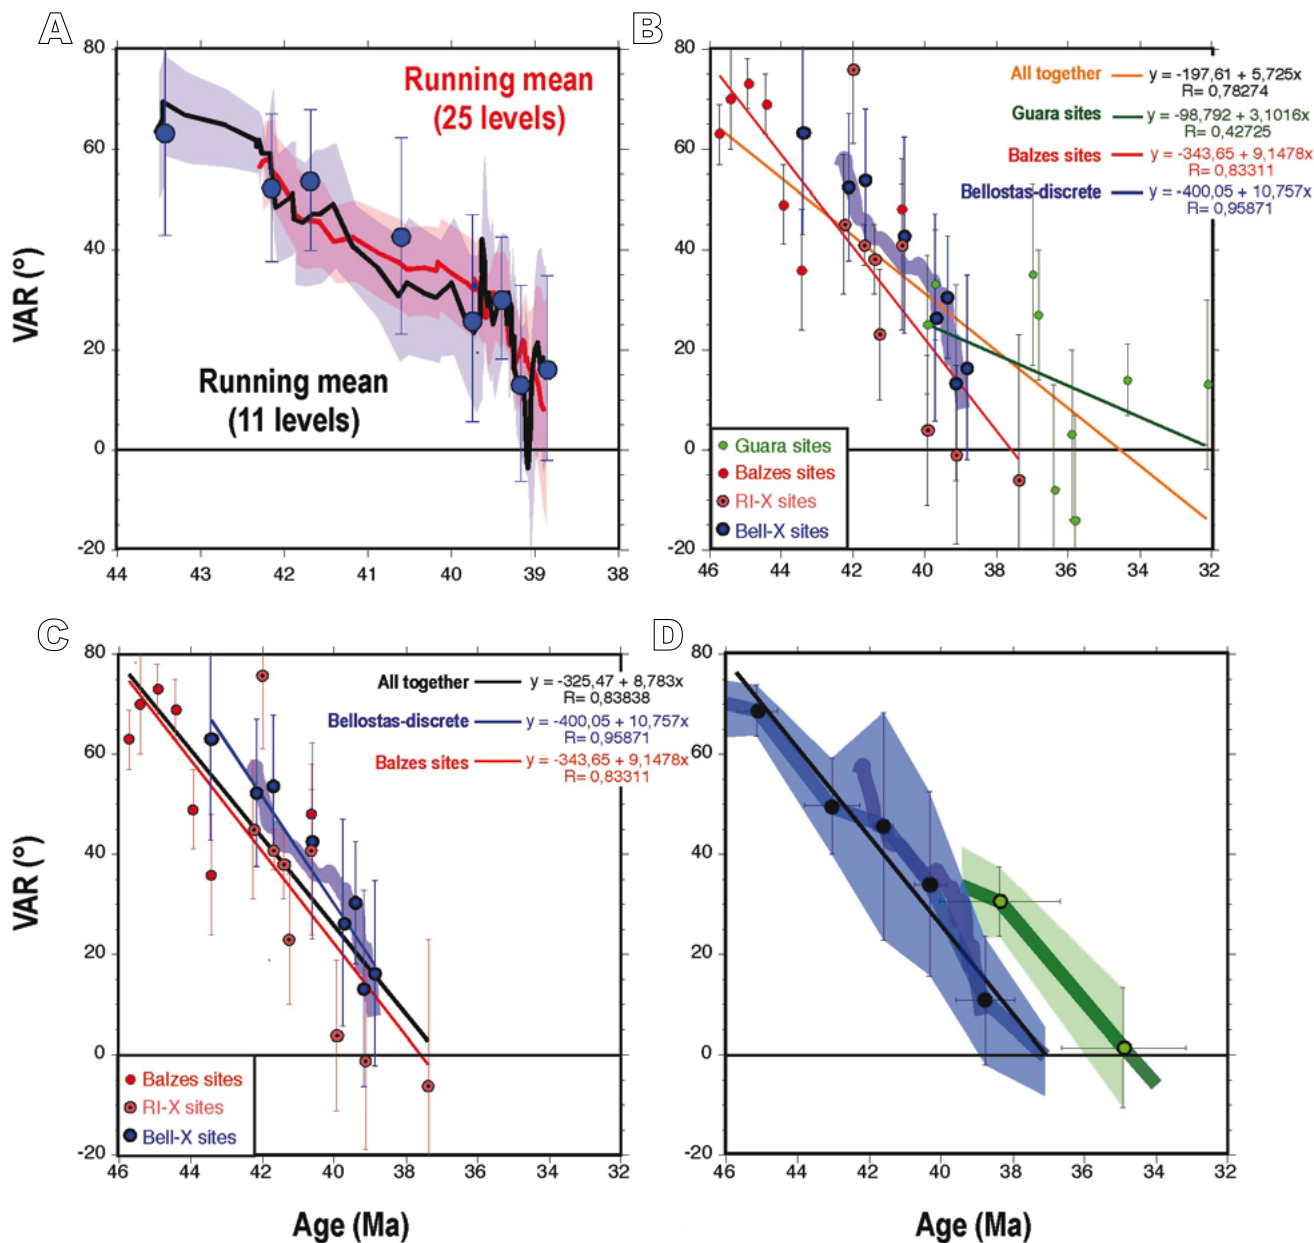 A
80
60
40
20
0
-20
VAR (°)
Running mean
(25 levels)
Running mean
(11 levels)
44 43 42 41 40 39 38
B
80
60
40
20
0
-20
All together y = -197,61 + 5,725x
R= 0,78274
Guara sites y = -98,792 + 3,1016x
R= 0,42725
Balzes sites y = -343,65 + 9,1478x
R= 0,83311
Bellostas-discrete y = -400,05 + 10,757x
R= 0,95871
Guara sites
Balzes sites
RI-X sites
Bell-X sites
46 44 42 40 38 36 34 32
C
80
60
40
20
0
-20
VAR (°)
All together y = -325,47 + 8,783x
R= 0,83838
Bellostas-discrete y = -400,05 + 10,757x
R= 0,95871
Balzes sites y = -343,65 + 9,1478x
R= 0,83311
Balzes sites
RI-X sites
Bell-X sites
46 44 42 40 38 36 34 32
Age (Ma)
D
80
60
40
20
0
-20
46 44 42 40 38 36 34
Age (Ma)